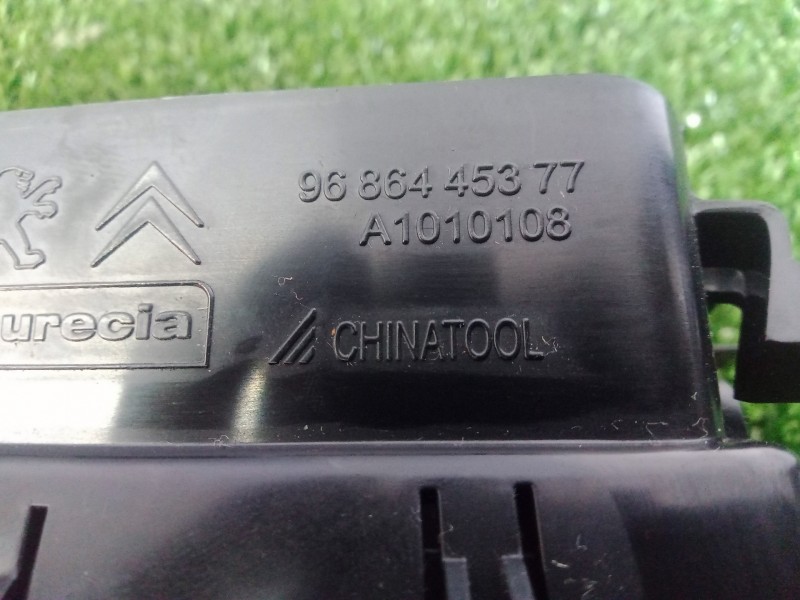 96 864 453 77
A1010108
urecia
CHINATOOL